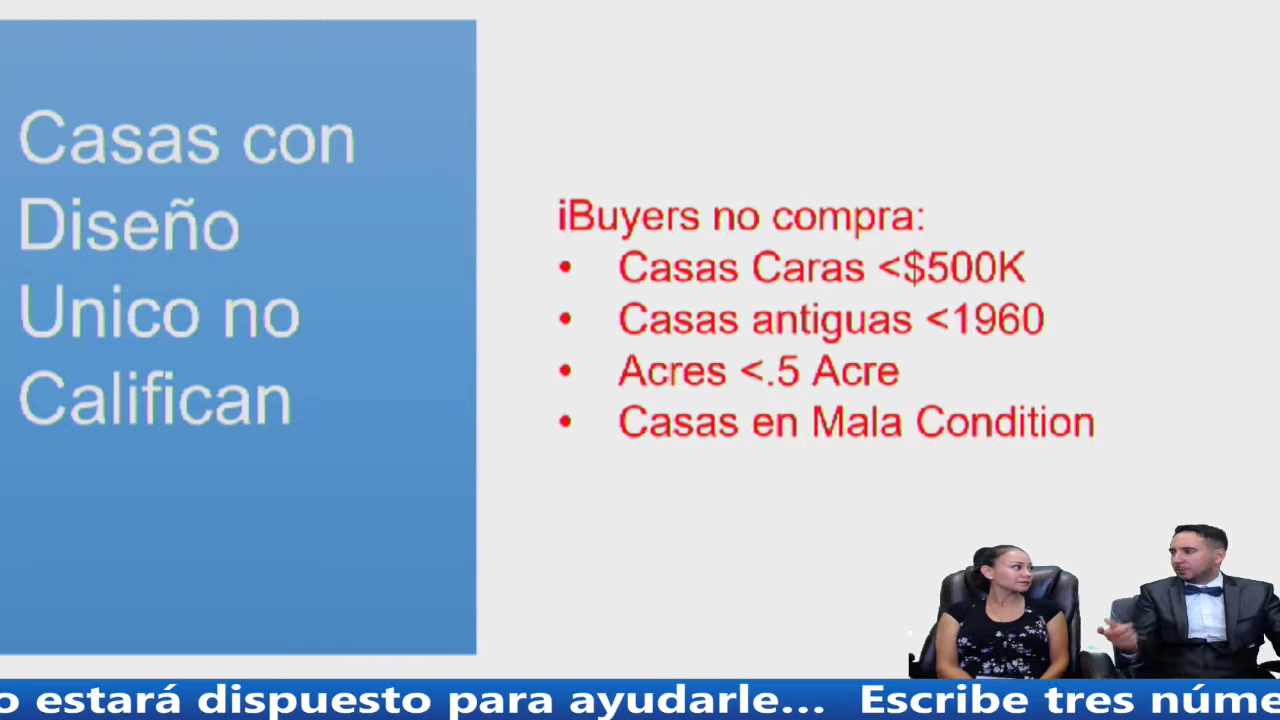 Casas con
Diseño
Unico no
Califican
iBuyers no compra:
• Casas Caras <$500K
• Casas antiguas <1960
• Acres <.5 Acre
• Casas en Mala Condition
o estará dispuesto para ayudarle... Escribe tres núme